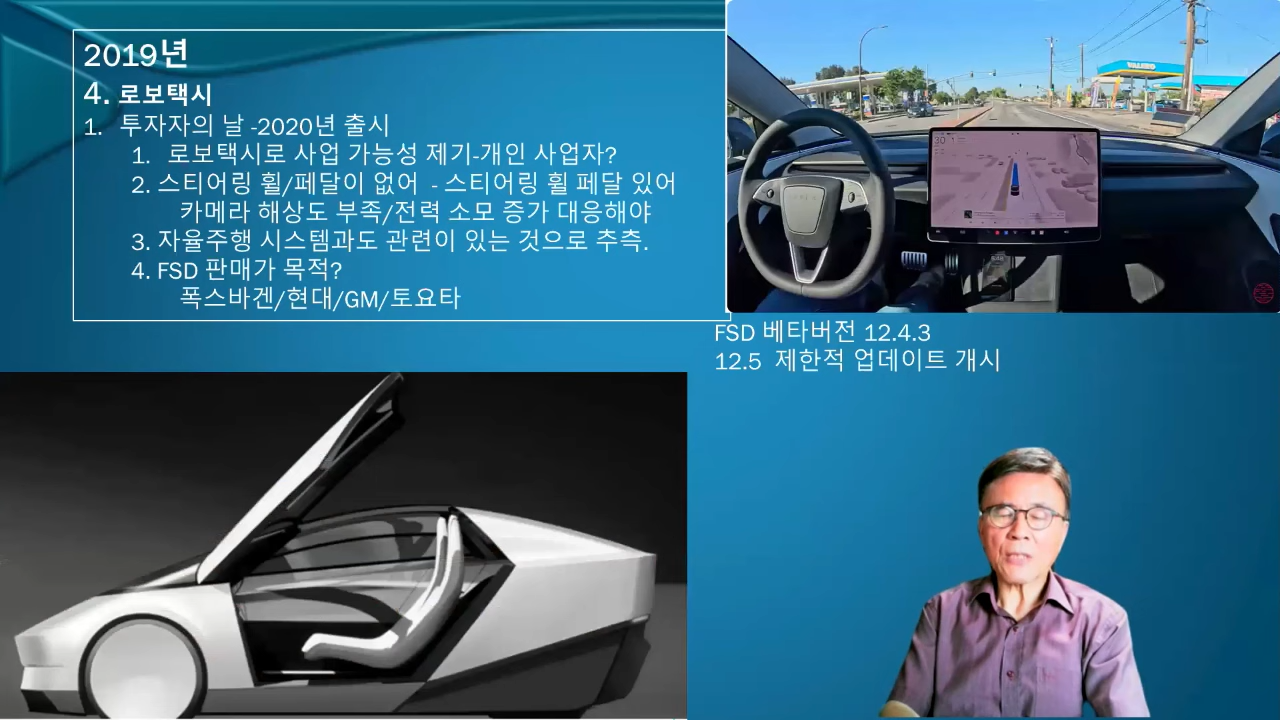 2019년
4. 로보택시
1. 투자자의 날 -2020년 출시
1. 로보택시로 사업 가능성 제기-개인 사업자?
2. 스티어링 휠/페달이 없어 - 스티어링 휠 페달 있어
카메라 해상도 부족/전력 소모 증가 대응해야
3. 자율주행 시스템과도 관련이 있는 것으로 추측.
4. FSD 판매가 목적?
폭스바겐/현대/GM/토요타
FSD 베타버전 12.4.3
12.5 제한적 업데이트 개시